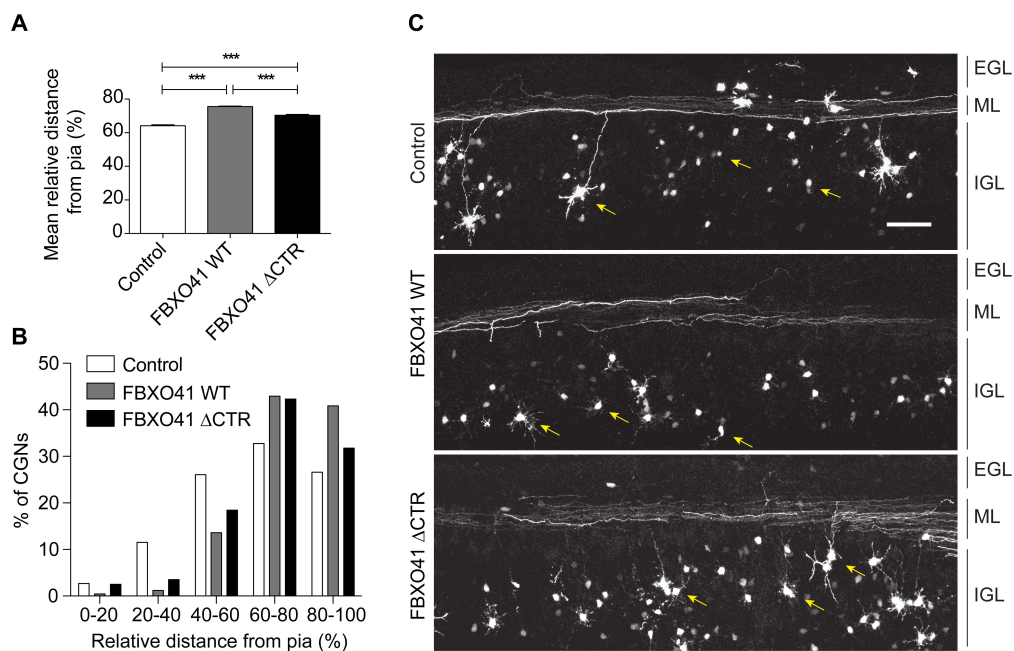 A
Mean relative distance
from pia (%)
80
60
40
20
0
***
***
***
Control
FBXO41 WT
FBXO41 ΔCTR
B
% of CGNs
50
40
30
20
10
0
Control
FBXO41 WT
FBXO41 ΔCTR
0-20
20-40
40-60
60-80
80-100
Relative distance from pia (%)
C
Control
EGL
ML
IGL
FBXO41 WT
EGL
ML
IGL
FBXO41 ΔCTR
EGL
ML
IGL